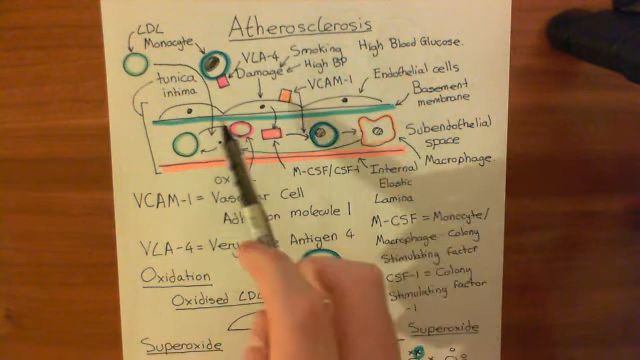 Atherosclerosis
LDL
Monocyte
VLA-4
Smoking
High Blood Glucose.
Damage
High BP
tunica
intima
VCAM-1
Endothelial cells
Basement
membrane
Subendothelial
space
Macrophage.
M-CSF/CSF-1
Internal
Elastic
Lamina
VCAM-1 = Cell
molecule 1
VLA-4 = Antigen 4
M-CSF = Monocyte/
Macrophage - Colony
Stimulating factor
CSF-1 = Colony
Stimulating factor
-1
Oxidation
Oxidised LDL
Superoxide
Superoxide